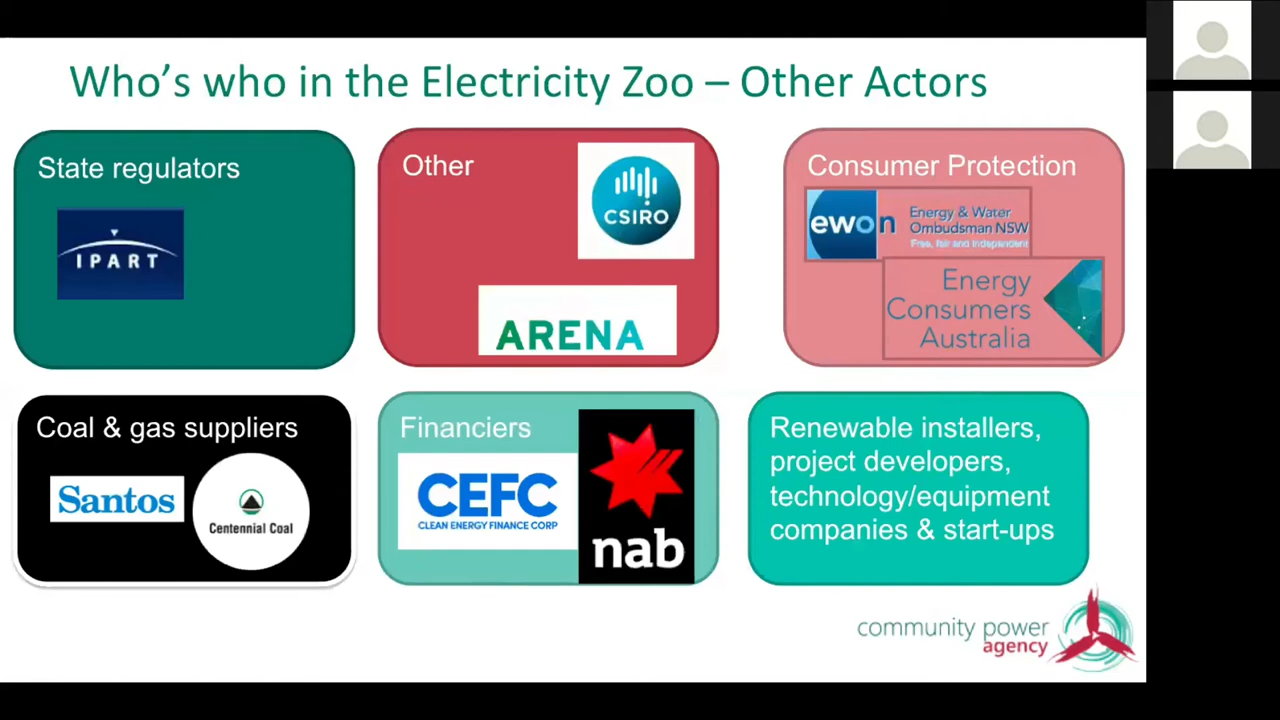 Who's who in the Electricity Zoo – Other Actors
State regulators
IPART
Other
CSIRO
ARENA
Consumer Protection
ewon
Energy & Water
Ombudsman NSW
Free, fair and independent
Energy
Consumers
Australia
Coal & gas suppliers
Santos
Centennial Coal
Financiers
CEFC
CLEAN ENERGY FINANCE CORP
nab
Renewable installers,
project developers,
technology/equipment
companies & start-ups
community power
agency